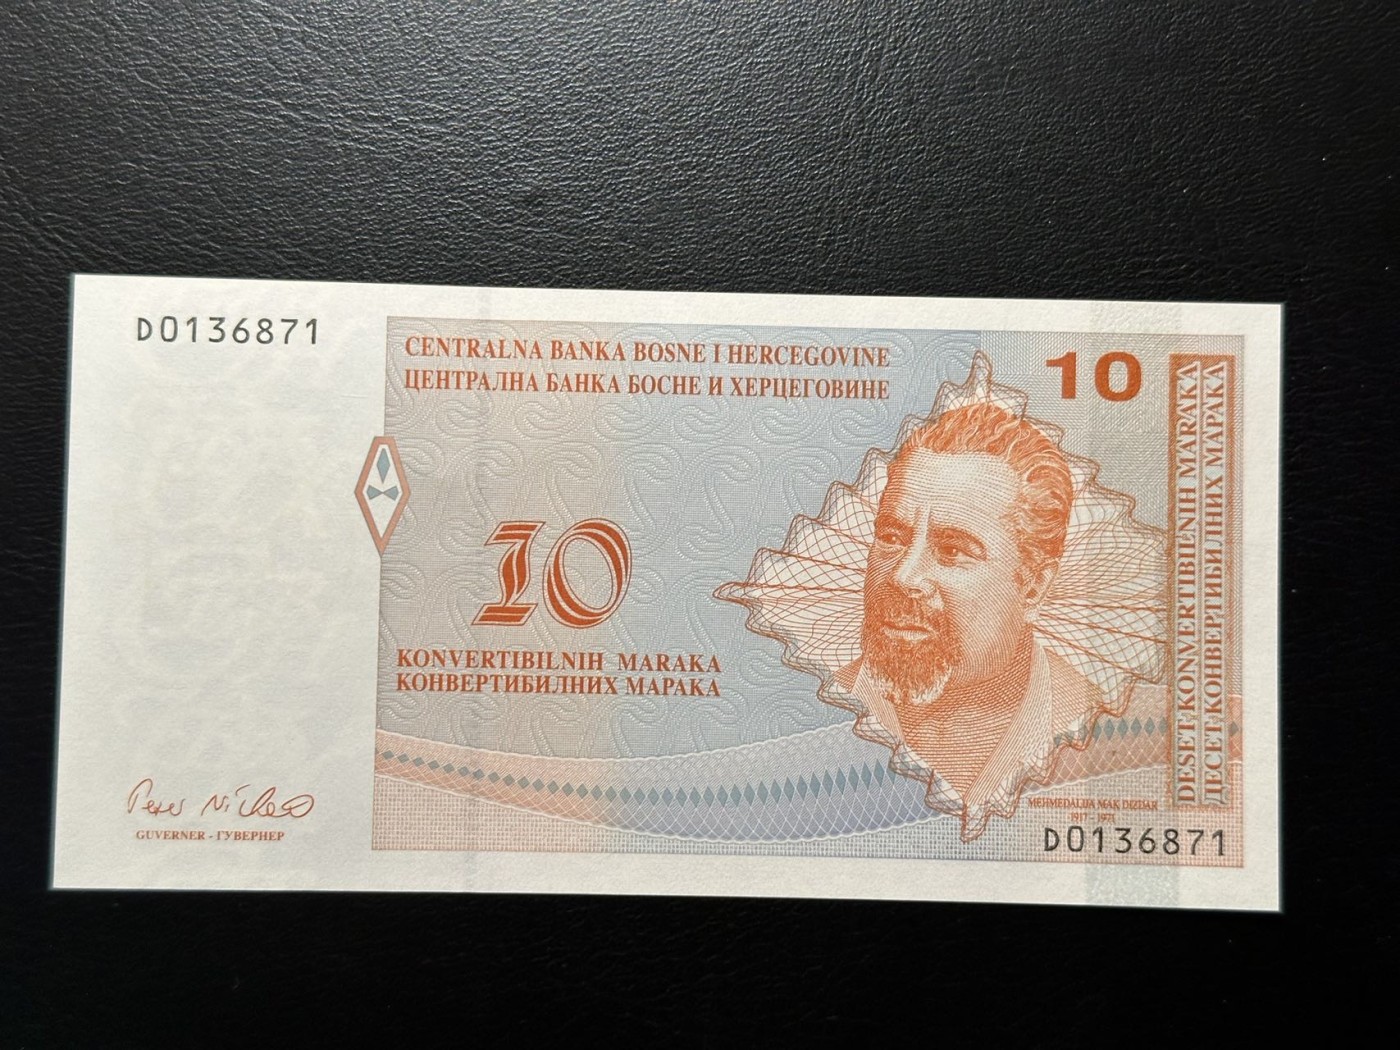 D0136871
CENTRALNA BANKA BOSNE I HERCEGOVINE
ЦЕНТРАЛНА БАНКА БОСНЕ И ХЕРЦЕГОВИНЕ
10
DESET KONVERTIBILNIH MARAKA
ДЕСЕТ КОНВЕРТИБИЛНИХ МАРАКА
10
KONVERTIBILNIH MARAKA
КОНВЕРТИБИЛНИХ МАРАКА
GUVERNER - ГУВЕРНЕР
MEHMEDALIJA MAK DIZDAR
1917 - 1971
D0136871